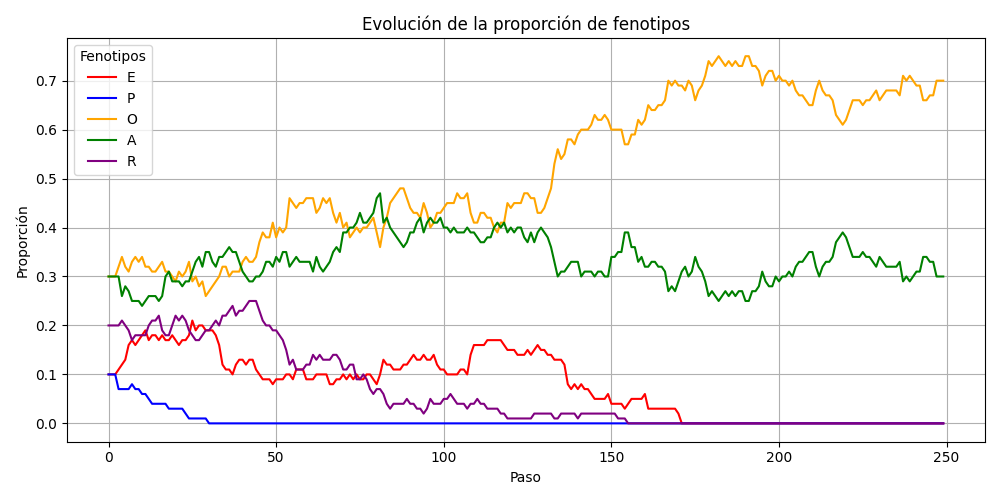 Evolución de la proporción de fenotipos
Fenotipos
E
P
O
A
R
Proporción
0.7
0.6
0.5
0.4
0.3
0.2
0.1
0.0
0
50
100
150
200
250
Paso